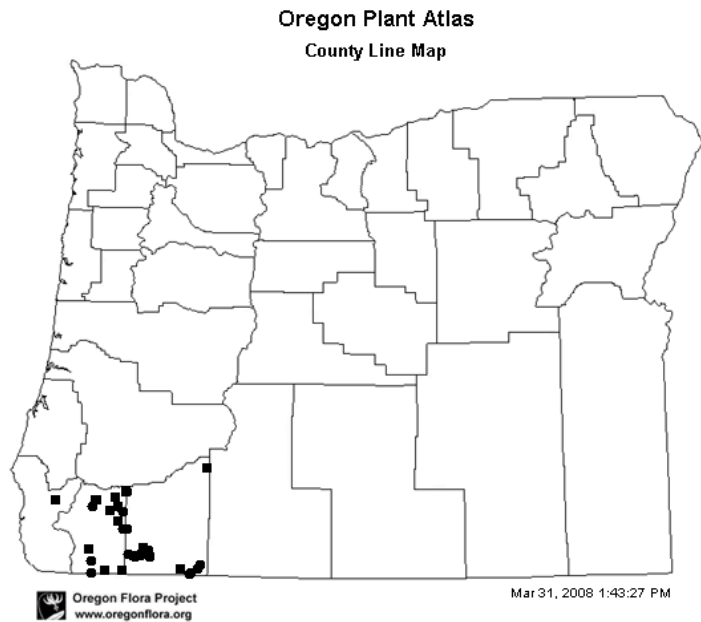 Oregon Plant Atlas
County Line Map
Mar 31, 2008 1:43:27 PM
Oregon Flora Project
www.oregonflora.org